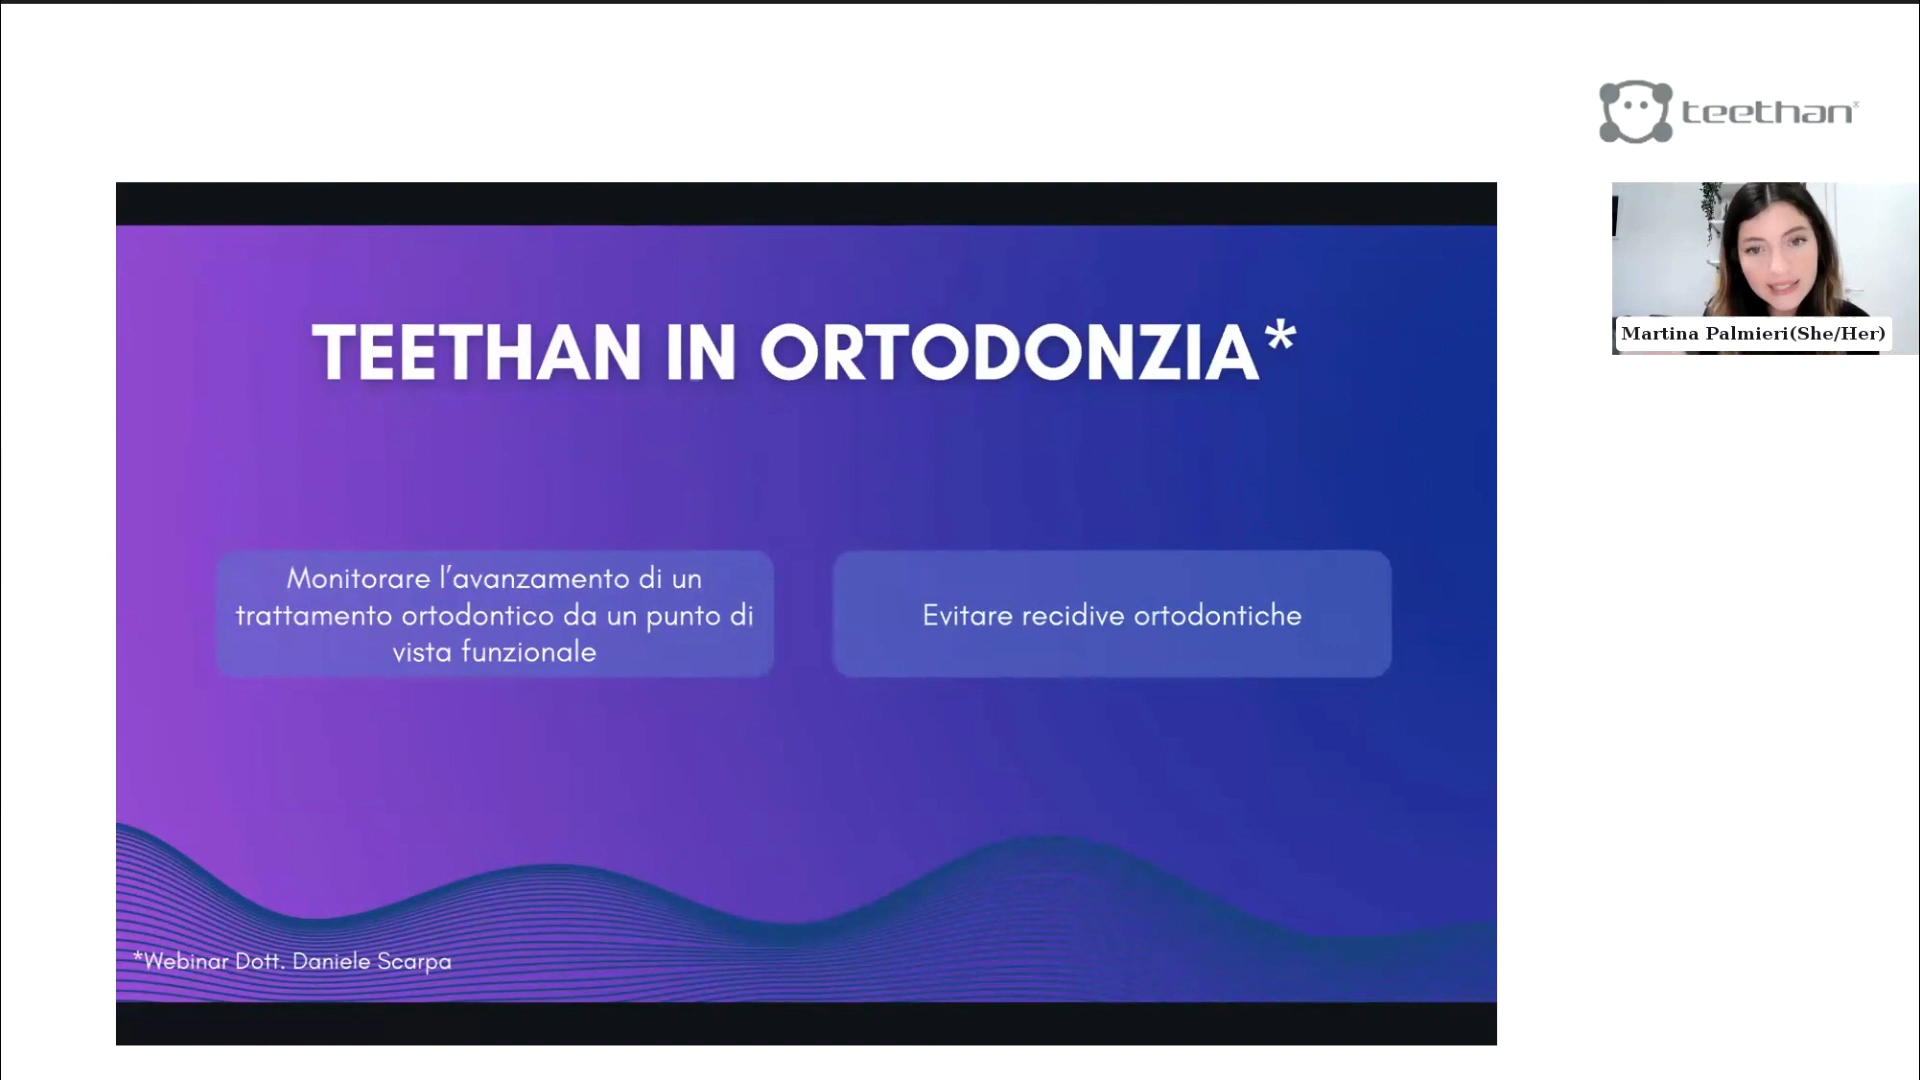 teethan
TEETHAN IN ORTODONZIA*
Monitorare l'avanzamento di un
trattamento ortodontico da un punto di
vista funzionale
Evitare recidive ortodontiche
*Webinar Dott. Daniele Scarpa
Martina Palmieri(She/Her)